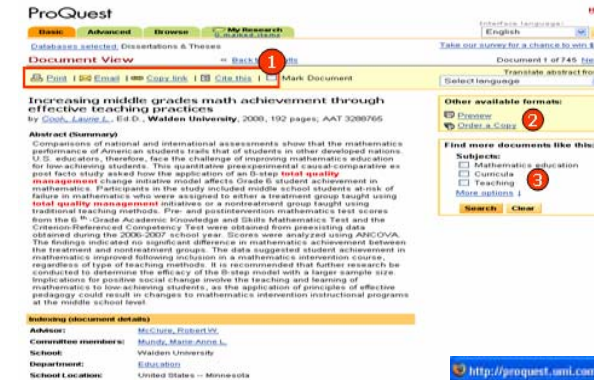 ProQuest
Interface language:
English
Basic Advanced Browse My Research
0 marked items
Databases selected: Dissertations & Theses
Take our survey for a chance to win $
Document View
« Back
1
Document 1 of 745 Ne
Print | Email | Copy link | Cite this | Mark Document
Translate abstract fro
Select language
Increasing middle grades math achievement through
effective teaching practices
by Cook, Laurie L., Ed.D., Walden University, 2008, 192 pages; AAT 3288765
Other available formats:
Preview
Order a Copy
2
Abstract (Summary)
Comparisons of national and international assessments show that the mathematics
performance of American students trails that of students in other developed nations.
U.S. educators, therefore, face the challenge of improving mathematics education
for low-achieving students. This quantitative preexperimental causal-comparative ex
post facto study asked how the application of an 8-step total quality
management change initiative model affects Grade 6 student achievement in
mathematics. Participants in the study included middle school students at-risk of
failure in mathematics who were assigned to either a treatment group taught using
total quality management initiatives or a nontreatment group taught using
traditional teaching methods. Pre- and postintervention mathematics test scores
from the 6th-Grade Academic Knowledge and Skills Mathematics Test and the
Criterion-Referenced Competency Test were obtained from preexisting data
obtained during the 2006-2007 school year. Scores were analyzed using ANCOVA.
The findings indicated no significant difference in mathematics achievement between
the treatment and nontreatment groups. The data suggested student achievement in
mathematics improved following inclusion in a mathematics intervention course,
regardless of type of teaching methods. It is recommended that further research be
conducted to determine the efficacy of the 8-step model with a larger sample size.
Implications for positive social change involve the teaching and learning of
mathematics to low-achieving students, as the application of principles of effective
pedagogy could result in changes to mathematics intervention instructional programs
at the middle school level.
Find more documents like this:
Subjects:
Mathematics education
Curricula
Teaching
3
More options ↓
Search Clear
Indexing (document details)
Advisor: McClure, Robert W.
Committee members: Mundy, Marie-Anne L.
School: Walden University
Department: Education
School Location: United States -- Minnesota
http://proquest.umi.com